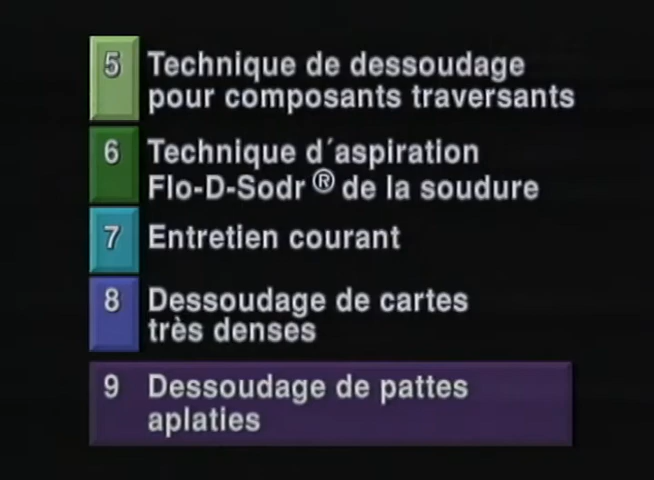 5 Technique de dessoudage
pour composants traversants
6 Technique d´aspiration
Flo-D-Sodr ® de la soudure
7 Entretien courant
8 Dessoudage de cartes
très denses
9 Dessoudage de pattes
aplaties